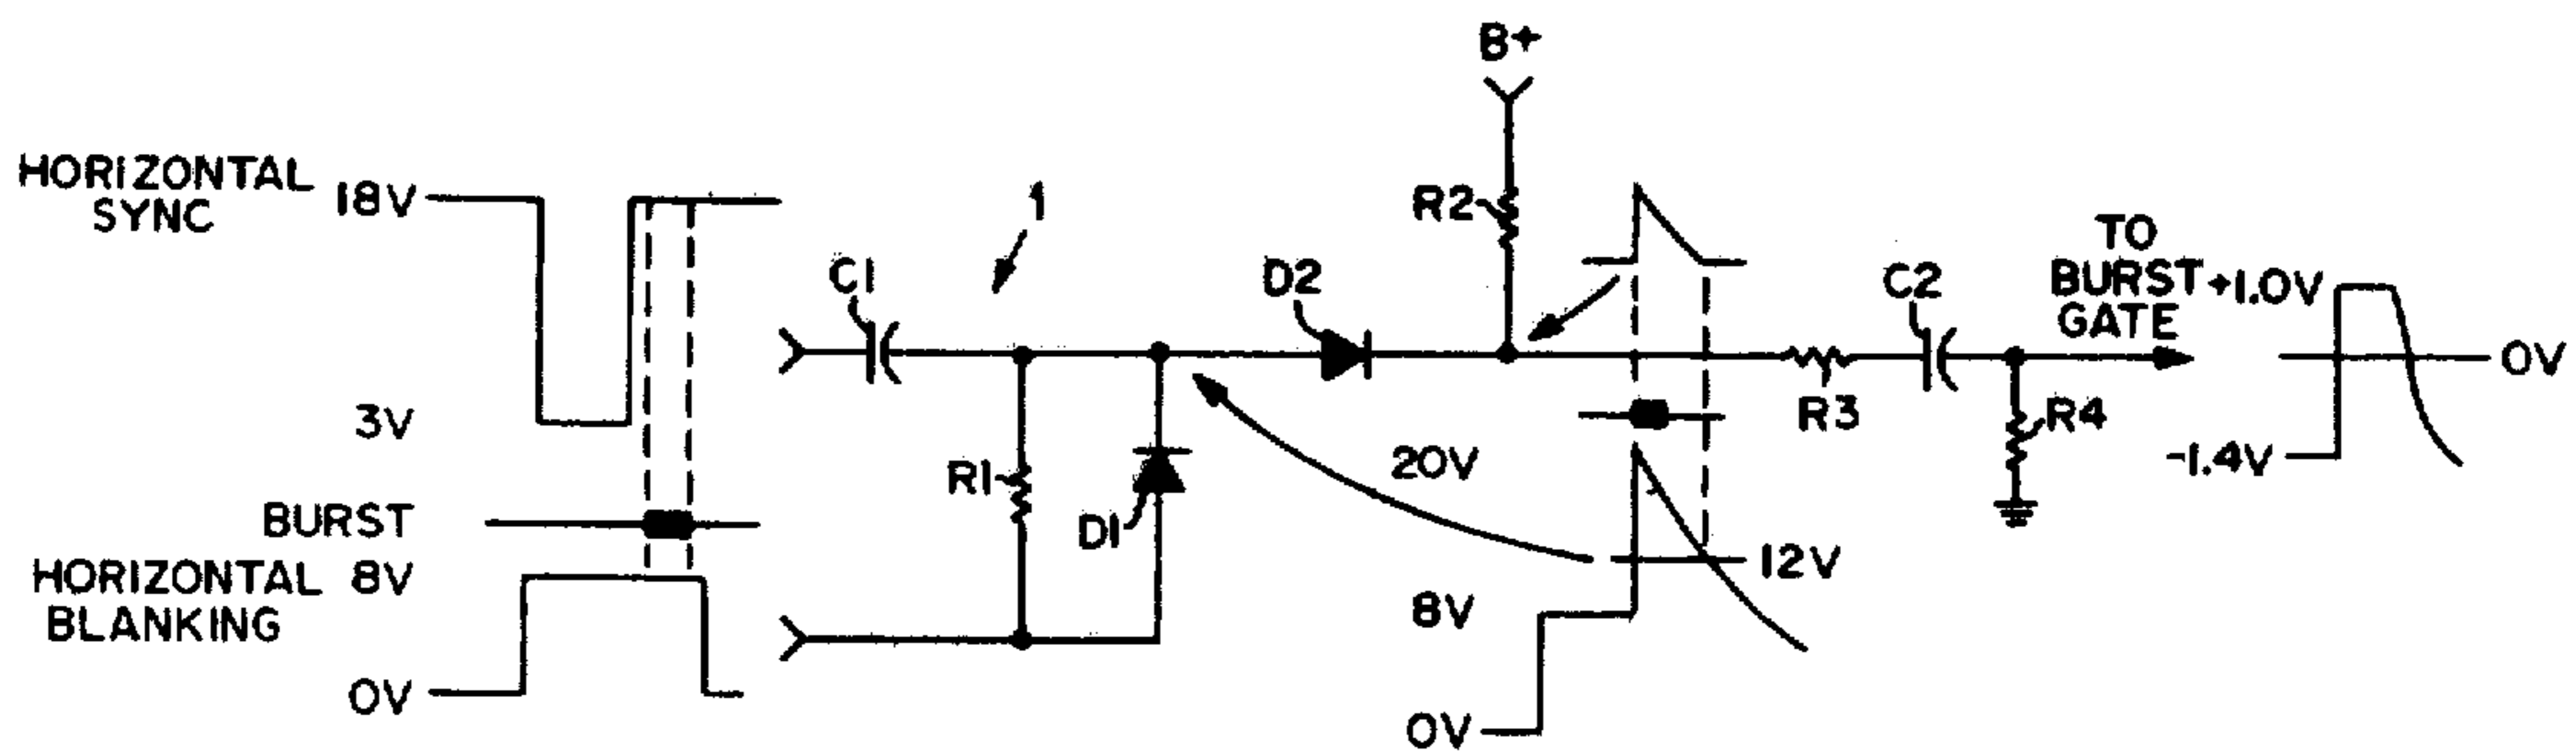 HORIZONTAL
SYNC
18V
3V
BURST
HORIZONTAL
BLANKING
8V
0V
1
C1
R1
D1
D2
B+
R2
20V
8V
0V
12V
R3
C2
TO
BURST
GATE
R4
+1.0V
0V
-1.4V